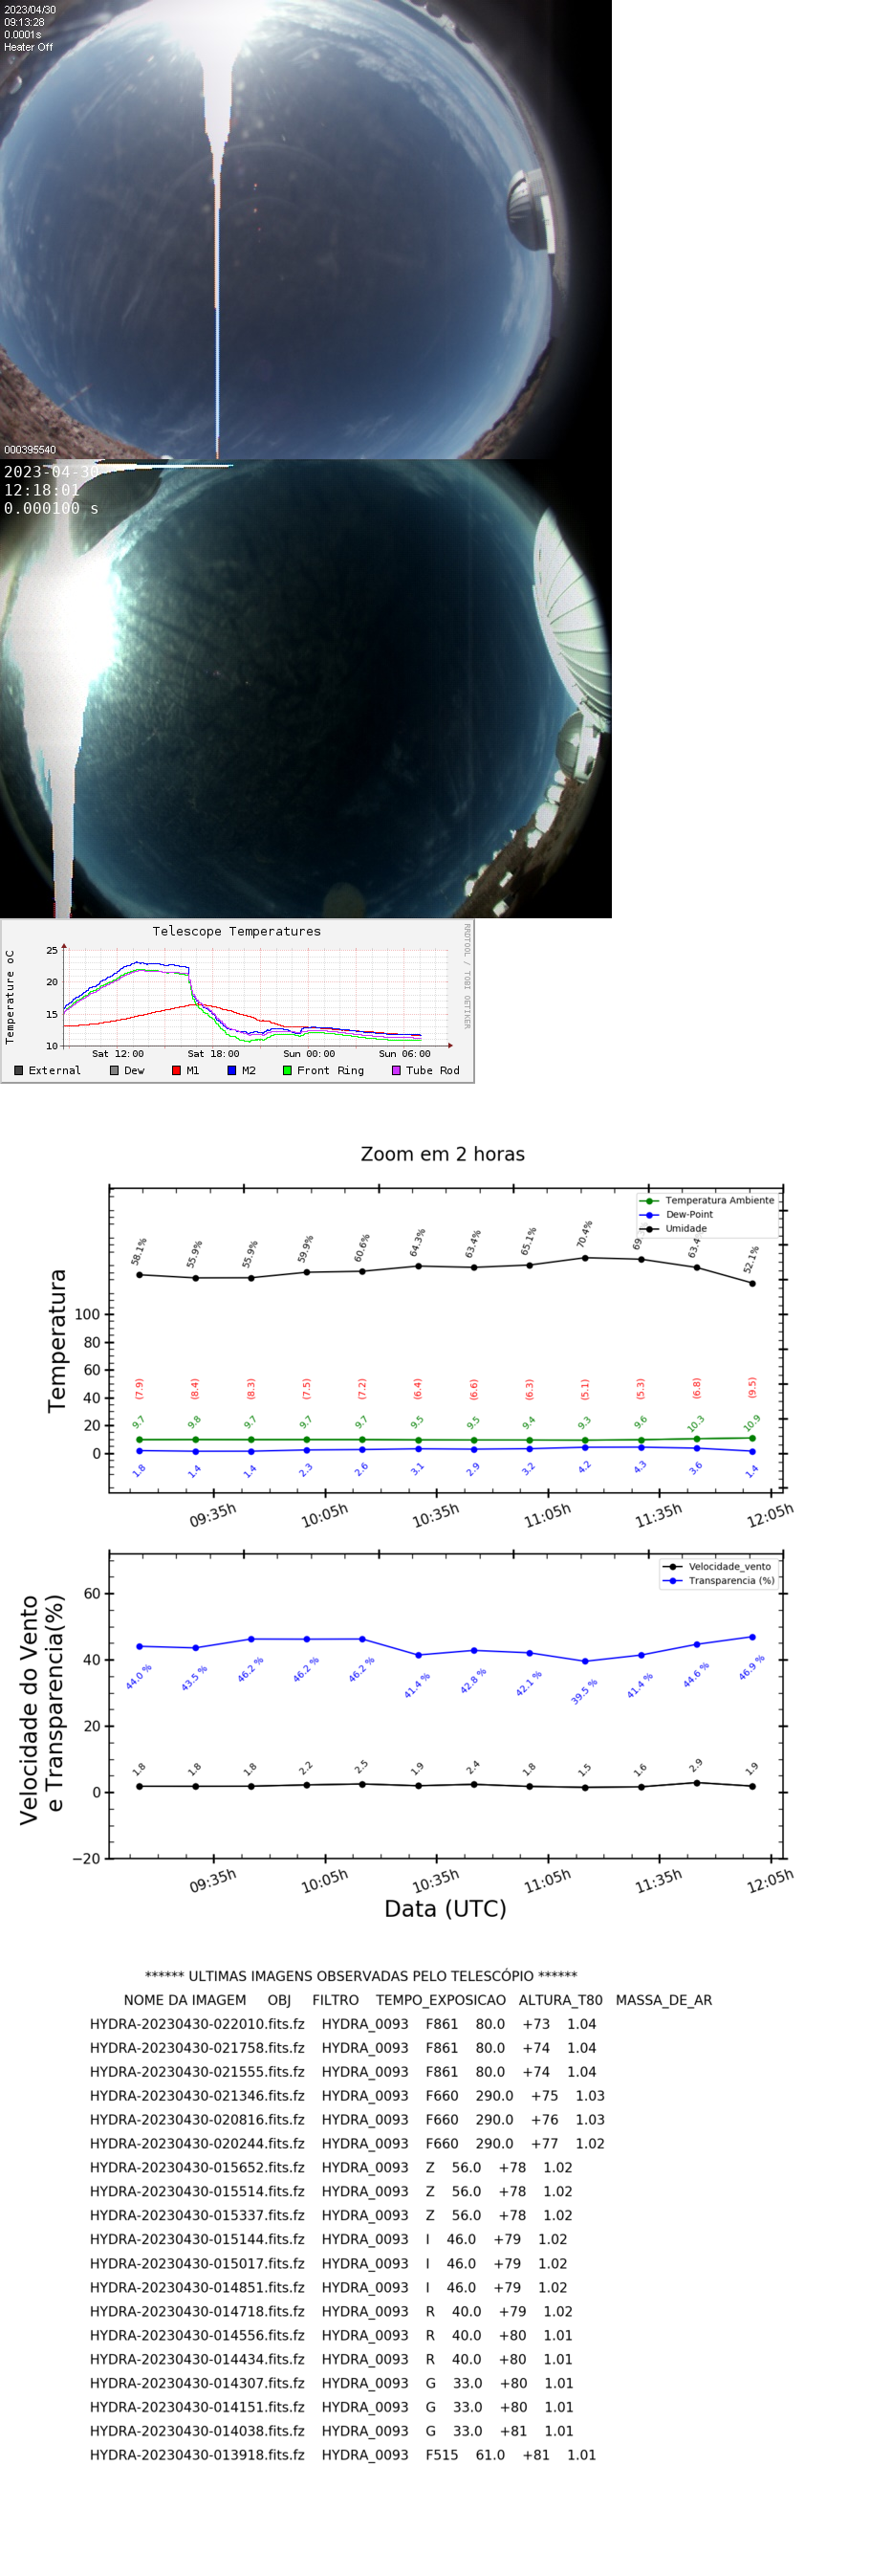 2023/04/30
09:13:28
0.0001s
Heater Off
000395540
2023-04-30
12:18:01
0.000100 s
Telescope Temperatures
RRDTOOL / TOBI OETIKER
Temperature oC
25
20
15
10
Sat 12:00 Sat 18:00 Sun 00:00 Sun 06:00
External Dew M1 M2 Front Ring Tube Rod
Zoom em 2 horas
Temperatura Ambiente
Dew-Point
Umidade
58.1% 55.9% 55.9% 59.9% 60.6% 64.3% 63.4% 65.1% 70.4% 69. 63.4 52.1%
Temperatura
100
80
60
40
20
0
(7.9) (8.4) (8.3) (7.5) (7.2) (6.4) (6.6) (6.3) (5.1) (5.3) (6.8) (9.5)
9.7 9.8 9.7 9.7 9.7 9.5 9.5 9.4 9.3 9.6 10.3 10.9
1.8 1.4 1.4 2.3 2.6 3.1 2.9 3.2 4.2 4.3 3.6 1.4
09:35h 10:05h 10:35h 11:05h 11:35h 12:05h
Velocidade_vento
Transparencia (%)
Velocidade do Vento
e Transparencia(%)
60
40
20
0
−20
44.0 % 43.5 % 46.2 % 46.2 % 46.2 % 41.4 % 42.8 % 42.1 % 39.5 % 41.4 % 44.6 % 46.9 %
1.8 1.8 1.8 2.2 2.5 1.9 2.4 1.8 1.5 1.6 2.9 1.9
09:35h 10:05h 10:35h 11:05h 11:35h 12:05h
Data (UTC)
****** ULTIMAS IMAGENS OBSERVADAS PELO TELESCÓPIO ******
NOME DA IMAGEM OBJ FILTRO TEMPO_EXPOSICAO ALTURA_T80 MASSA_DE_AR
HYDRA-20230430-022010.fits.fz HYDRA_0093 F861 80.0 +73 1.04
HYDRA-20230430-021758.fits.fz HYDRA_0093 F861 80.0 +74 1.04
HYDRA-20230430-021555.fits.fz HYDRA_0093 F861 80.0 +74 1.04
HYDRA-20230430-021346.fits.fz HYDRA_0093 F660 290.0 +75 1.03
HYDRA-20230430-020816.fits.fz HYDRA_0093 F660 290.0 +76 1.03
HYDRA-20230430-020244.fits.fz HYDRA_0093 F660 290.0 +77 1.02
HYDRA-20230430-015652.fits.fz HYDRA_0093 Z 56.0 +78 1.02
HYDRA-20230430-015514.fits.fz HYDRA_0093 Z 56.0 +78 1.02
HYDRA-20230430-015337.fits.fz HYDRA_0093 Z 56.0 +78 1.02
HYDRA-20230430-015144.fits.fz HYDRA_0093 I 46.0 +79 1.02
HYDRA-20230430-015017.fits.fz HYDRA_0093 I 46.0 +79 1.02
HYDRA-20230430-014851.fits.fz HYDRA_0093 I 46.0 +79 1.02
HYDRA-20230430-014718.fits.fz HYDRA_0093 R 40.0 +79 1.02
HYDRA-20230430-014556.fits.fz HYDRA_0093 R 40.0 +80 1.01
HYDRA-20230430-014434.fits.fz HYDRA_0093 R 40.0 +80 1.01
HYDRA-20230430-014307.fits.fz HYDRA_0093 G 33.0 +80 1.01
HYDRA-20230430-014151.fits.fz HYDRA_0093 G 33.0 +80 1.01
HYDRA-20230430-014038.fits.fz HYDRA_0093 G 33.0 +81 1.01
HYDRA-20230430-013918.fits.fz HYDRA_0093 F515 61.0 +81 1.01